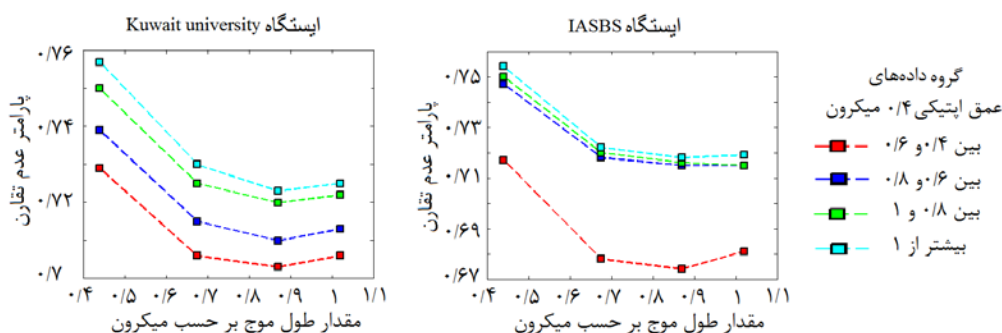 ایستگاه Kuwait university
۰/۷۶
۰/۷۴
۰/۷۲
۰/۷
پارامتر عدم تقارن
۰/۴ ۰/۵ ۰/۶ ۰/۷ ۰/۸ ۰/۹ ۱ ۱/۱
مقدار طول موج بر حسب میکرون
ایستگاه IASBS
۰/۷۵
۰/۷۳
۰/۷۱
۰/۶۹
۰/۶۷
پارامتر عدم تقارن
۰/۴ ۰/۵ ۰/۶ ۰/۷ ۰/۸ ۰/۹ ۱ ۱/۱
مقدار طول موج بر حسب میکرون
گروه داده‌های
عمق اپتیکی ۰/۴ میکرون
بین ۰/۴ و ۰/۶
بین ۰/۶ و ۰/۸
بین ۰/۸ و ۱
بیشتر از ۱